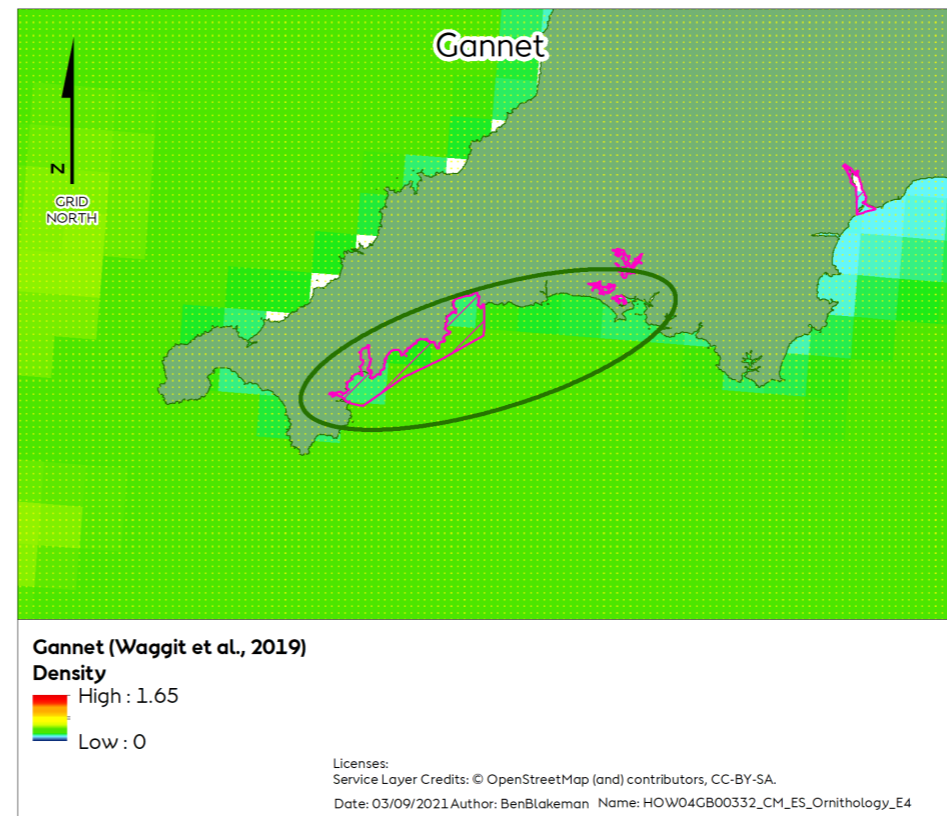 Gannet
N
GRID
NORTH
Gannet (Waggit et al., 2019)
Density
High : 1.65
Low : 0
Licenses:
Service Layer Credits: © OpenStreetMap (and) contributors, CC-BY-SA.
Date: 03/09/2021 Author: BenBlakeman Name: HOW04GB00332_CM_ES_Ornithology_E4